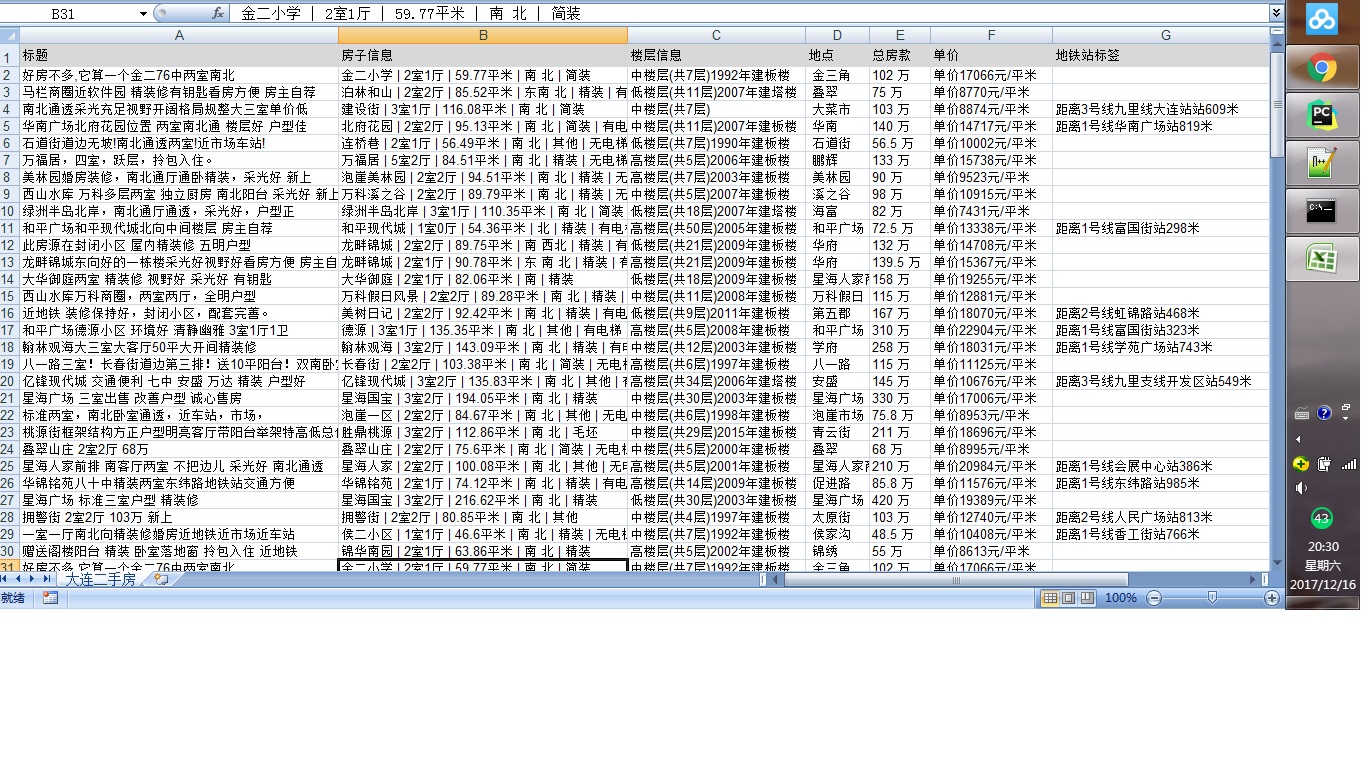 B31 fx 金二小学 | 2室1厅 | 59.77平米 | 南 北 | 简装
A B C D E F G
1 标题 房子信息 楼层信息 地点 总房款 单价 地铁站标签
2 好房不多,它算一个金二76中两室南北 金二小学 | 2室1厅 | 59.77平米 | 南 北 | 简装 中楼层(共7层)1992年建板楼 金三角 102 万 单价17066元/平米
3 马栏商圈近软件园 精装修有钥匙看房方便 房主自荐 泊林和山 | 2室2厅 | 85.52平米 | 东南 北 | 精装 | 有 低楼层(共11层)2007年建塔楼 叠翠 75 万 单价8770元/平米
4 南北通透采光充足视野开阔格局规整大三室单价低 建设街 | 3室1厅 | 116.08平米 | 南 北 | 简装 中楼层(共7层) 大菜市 103 万 单价8874元/平米 距离3号线九里线大连站站609米
5 华南广场北府花园位置 两室南北通 楼层好 户型佳 北府花园 | 2室2厅 | 95.13平米 | 南 北 | 简装 | 有电 中楼层(共11层)2007年建板楼 华南 140 万 单价14717元/平米 距离1号线华南广场站819米
6 石道街道边无坡!南北通透两室!近市场车站! 连桥巷 | 2室1厅 | 56.49平米 | 南 北 | 其他 | 无电梯 低楼层(共7层)1990年建板楼 石道街 56.5 万 单价10002元/平米
7 万福居，四室，跃层，拎包入住。 万福居 | 5室2厅 | 84.51平米 | 南 北 | 精装 | 无电梯 高楼层(共5层)2006年建板楼 鹏辉 133 万 单价15738元/平米
8 美林园婚房装修，南北通厅通卧精装，采光好 新上 泡崖美林园 | 2室2厅 | 94.51平米 | 南 北 | 精装 | 无 高楼层(共7层)2003年建板楼 美林园 90 万 单价9523元/平米
9 西山水库 万科多层两室 独立厨房 南北阳台 采光好 新上 万科溪之谷 | 2室2厅 | 89.79平米 | 南 北 | 精装 | 无 中楼层(共5层)2007年建板楼 溪之谷 98 万 单价10915元/平米
10 绿洲半岛北岸，南北通厅通透，采光好，户型正 绿洲半岛北岸 | 3室1厅 | 110.35平米 | 南 北 | 简装 低楼层(共18层)2007年建塔楼 海富 82 万 单价7431元/平米
11 和平广场和平现代城北向中间楼层 房主自荐 和平现代城 | 1室0厅 | 54.36平米 | 北 | 精装 | 有电 高楼层(共50层)2005年建板楼 和平广场 72.5 万 单价13338元/平米 距离1号线富国街站298米
12 此房源在封闭小区 屋内精装修 五明户型 龙畔锦城 | 2室2厅 | 89.75平米 | 南 西北 | 精装 | 有 低楼层(共21层)2009年建板楼 华府 132 万 单价14708元/平米
13 龙畔锦城东向好的一栋楼采光好视野好看房方便 房主自 龙畔锦城 | 2室1厅 | 90.78平米 | 东 南 北 | 精装 | 有 高楼层(共21层)2009年建板楼 华府 139.5 万 单价15367元/平米
14 大华御庭两室 精装修 视野好 采光好 有钥匙 大华御庭 | 2室1厅 | 82.06平米 | 南 | 精装 低楼层(共18层)2009年建板楼 星海人家 158 万 单价19255元/平米
15 西山水库万科商圈，两室两厅，全明户型 万科假日风景 | 2室2厅 | 89.28平米 | 南 北 | 精装 | 中楼层(共11层)2008年建板楼 万科假日 115 万 单价12881元/平米
16 近地铁 装修保持好，封闭小区，配套完善。 美树日记 | 2室2厅 | 92.42平米 | 南 北 | 精装 | 有电 低楼层(共9层)2011年建板楼 第五郡 167 万 单价18070元/平米 距离2号线虹锦路站468米
17 和平广场德源小区 环境好 清静幽雅 3室1厅1卫 德源 | 3室1厅 | 135.35平米 | 南 北 | 其他 | 有电梯 高楼层(共5层)2008年建板楼 和平广场 310 万 单价22904元/平米 距离1号线富国街站323米
18 翰林观海大三室大客厅50平大开间精装修 翰林观海 | 3室2厅 | 143.09平米 | 南 北 | 精装 | 有电 中楼层(共12层)2003年建板楼 学府 258 万 单价18031元/平米 距离1号线学苑广场站743米
19 八一路三室！长春街道边第三排！送10平阳台！双南卧 长春街 | 2室2厅 | 103.38平米 | 南 北 | 简装 | 无电梯 高楼层(共6层)1997年建板楼 八一路 115 万 单价11125元/平米
20 亿锋现代城 交通便利 七中 安盛 万达 精装 户型好 亿锋现代城 | 3室2厅 | 135.83平米 | 南 北 | 其他 | 有 高楼层(共34层)2006年建塔楼 安盛 145 万 单价10676元/平米 距离3号线九里支线开发区站549米
21 星海广场 三室出售 改善户型 诚心售房 星海国宝 | 3室2厅 | 194.05平米 | 南 北 | 精装 中楼层(共30层)2003年建板楼 星海广场 330 万 单价17006元/平米
22 标准两室，南北卧室通透，近车站，市场， 泡崖一区 | 2室2厅 | 84.67平米 | 南 北 | 其他 | 无电 中楼层(共6层)1998年建板楼 泡崖市场 75.8 万 单价8953元/平米
23 桃源街框架结构方正户型明亮客厅带阳台举架特高低总 胜鼎桃源 | 3室2厅 | 112.86平米 | 南 北 | 毛坯 中楼层(共29层)2015年建板楼 青云街 211 万 单价18696元/平米
24 叠翠山庄 2室2厅 68万 叠翠山庄 | 2室2厅 | 75.6平米 | 南 北 | 简装 | 无电梯 中楼层(共5层)2000年建板楼 叠翠 68 万 单价8995元/平米
25 星海人家前排 南客厅两室 不把边儿 采光好 南北通透 星海人家 | 2室2厅 | 100.08平米 | 南 北 | 其他 | 无电 高楼层(共5层)2001年建板楼 星海人家 210 万 单价20984元/平米 距离1号线会展中心站386米
26 华锦铭苑八十中精装两室东纬路地铁站交通方便 华锦铭苑 | 2室1厅 | 74.12平米 | 南 北 | 精装 | 有电 高楼层(共14层)2009年建板楼 促进路 85.8 万 单价11576元/平米 距离1号线东纬路站985米
27 星海广场 标准三室户型 精装修 星海国宝 | 3室2厅 | 216.62平米 | 南 北 | 精装 低楼层(共30层)2003年建板楼 星海广场 420 万 单价19389元/平米
28 拥警街 2室2厅 103万 新上 拥警街 | 2室2厅 | 80.85平米 | 南 北 | 其他 中楼层(共4层)1997年建板楼 太原街 103 万 单价12740元/平米 距离2号线人民广场站813米
29 一室一厅南北向精装修婚房近地铁近市场近车站 侯二小区 | 1室1厅 | 46.6平米 | 南 北 | 精装 | 无电梯 中楼层(共7层)1992年建板楼 侯家沟 48.5 万 单价10408元/平米 距离1号线香工街站766米
30 赠送阁楼阳台 精装 卧室落地窗 拎包入住 近地铁 锦华南园 | 2室1厅 | 63.86平米 | 南 北 | 精装 高楼层(共5层)2002年建板楼 锦绣 55 万 单价8613元/平米
31 好房不多,它算一个金二76中两室南北 金二小学 | 2室1厅 | 59.77平米 | 南 北 | 简装 中楼层(共7层)1992年建板楼 金三角 102 万 单价17066元/平米
大连二手房
就绪 100%
PC
C:\
43
20:30
星期六
2017/12/16